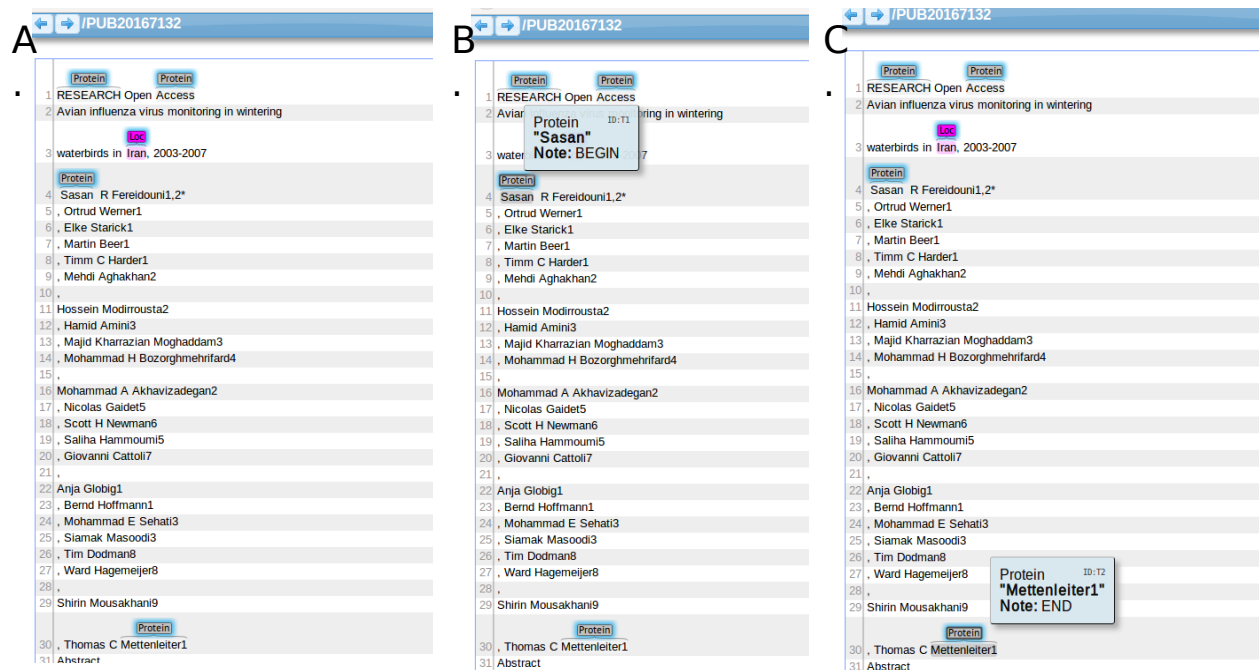 A
.
/PUB20167132
Protein Protein
1 RESEARCH Open Access
2 Avian influenza virus monitoring in wintering
Loc
3 waterbirds in Iran, 2003-2007
Protein
4 Sasan R Fereidouni1,2*
5 , Ortrud Werner1
6 , Elke Starick1
7 , Martin Beer1
8 , Timm C Harder1
9 , Mehdi Aghakhan2
10 ,
11 Hossein Modirrousta2
12 , Hamid Amini3
13 , Majid Kharrazian Moghaddam3
14 , Mohammad H Bozorghmehrifard4
15 ,
16 Mohammad A Akhavizadegan2
17 , Nicolas Gaidet5
18 , Scott H Newman6
19 , Saliha Hammoumi5
20 , Giovanni Cattoli7
21 ,
22 Anja Globig1
23 , Bernd Hoffmann1
24 , Mohammad E Sehati3
25 , Siamak Masoodi3
26 , Tim Dodman8
27 , Ward Hagemeijer8
28 ,
29 Shirin Mousakhani9
Protein
30 , Thomas C Mettenleiter1
31 Abstract
B
.
/PUB20167132
Protein Protein
1 RESEARCH Open Access
2 Avian influenza virus monitoring in wintering
Protein ID:T1
"Sasan"
Note: BEGIN
3 water 7
Protein
4 Sasan R Fereidouni1,2*
5 , Ortrud Werner1
6 , Elke Starick1
7 , Martin Beer1
8 , Timm C Harder1
9 , Mehdi Aghakhan2
10 ,
11 Hossein Modirrousta2
12 , Hamid Amini3
13 , Majid Kharrazian Moghaddam3
14 , Mohammad H Bozorghmehrifard4
15 ,
16 Mohammad A Akhavizadegan2
17 , Nicolas Gaidet5
18 , Scott H Newman6
19 , Saliha Hammoumi5
20 , Giovanni Cattoli7
21 ,
22 Anja Globig1
23 , Bernd Hoffmann1
24 , Mohammad E Sehati3
25 , Siamak Masoodi3
26 , Tim Dodman8
27 , Ward Hagemeijer8
28 ,
29 Shirin Mousakhani9
Protein
30 , Thomas C Mettenleiter1
31 Abstract
C
.
/PUB20167132
Protein Protein
1 RESEARCH Open Access
2 Avian influenza virus monitoring in wintering
Loc
3 waterbirds in Iran, 2003-2007
Protein
4 Sasan R Fereidouni1,2*
5 , Ortrud Werner1
6 , Elke Starick1
7 , Martin Beer1
8 , Timm C Harder1
9 , Mehdi Aghakhan2
10 ,
11 Hossein Modirrousta2
12 , Hamid Amini3
13 , Majid Kharrazian Moghaddam3
14 , Mohammad H Bozorghmehrifard4
15 ,
16 Mohammad A Akhavizadegan2
17 , Nicolas Gaidet5
18 , Scott H Newman6
19 , Saliha Hammoumi5
20 , Giovanni Cattoli7
21 ,
22 Anja Globig1
23 , Bernd Hoffmann1
24 , Mohammad E Sehati3
25 , Siamak Masoodi3
26 , Tim Dodman8
27 , Ward Hagemeijer8
28 ,
29 Shirin Mousakhani9
Protein ID:T2
"Mettenleiter1"
Note: END
Protein
30 , Thomas C Mettenleiter1
31 Abstract